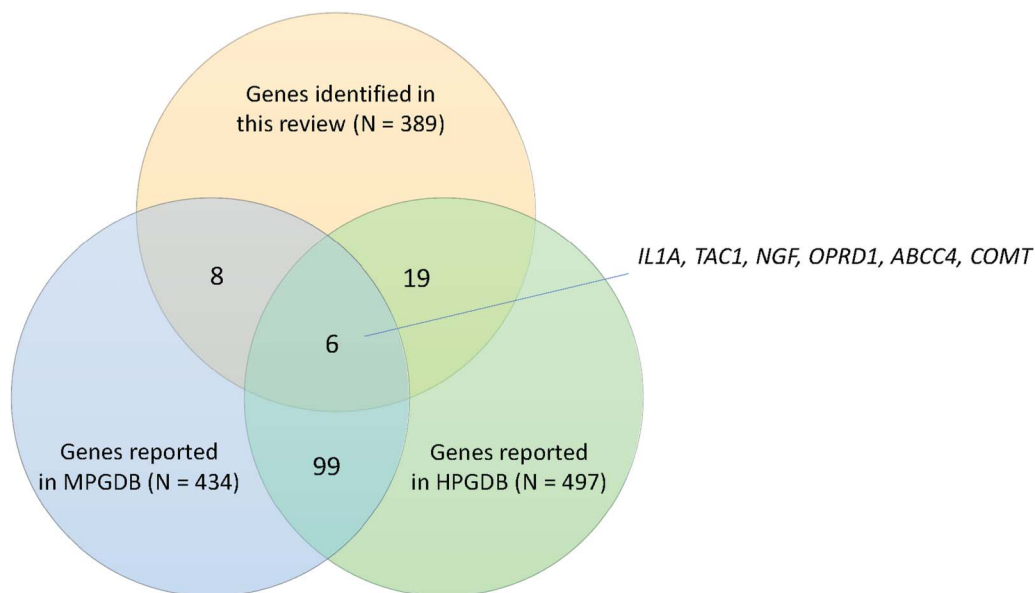 Genes identified in
this review (N = 389)
8
19
IL1A, TAC1, NGF, OPRD1, ABCC4, COMT
6
Genes reported
in MPGDB (N = 434)
99
Genes reported
in HPGDB (N = 497)